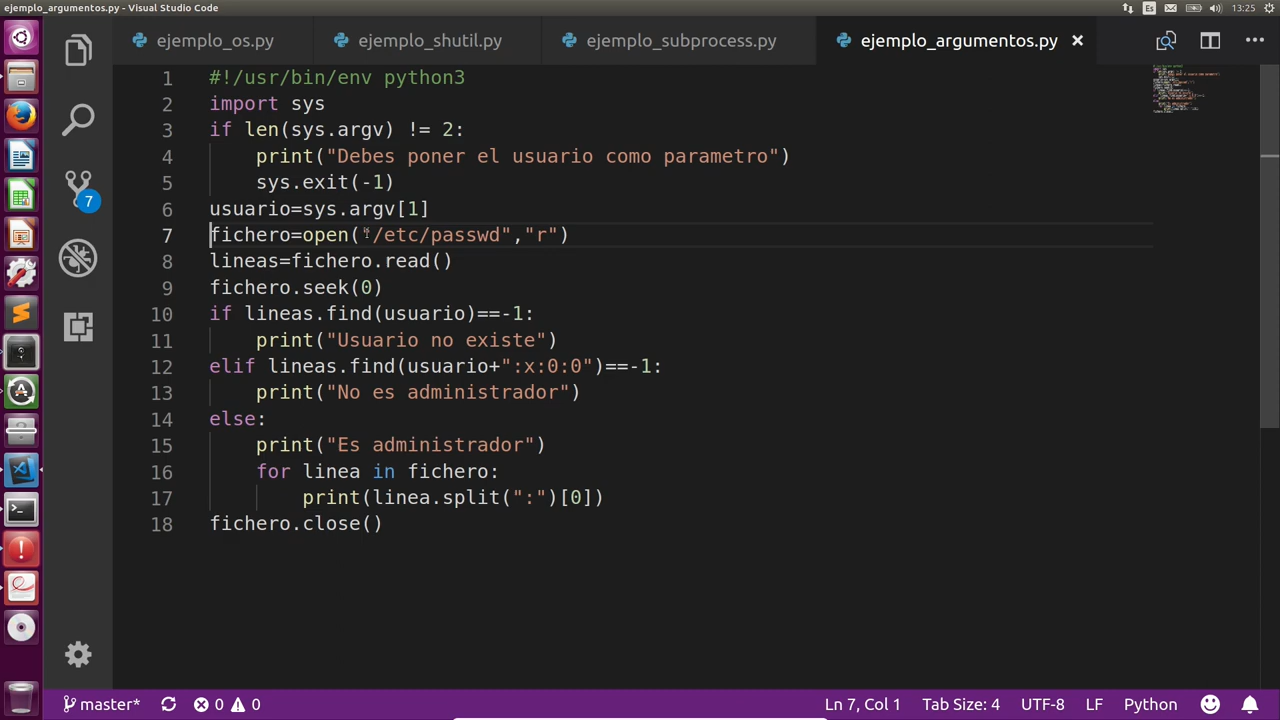 ejemplo_argumentos.py - Visual Studio Code
Es
13:25
ejemplo_os.py
ejemplo_shutil.py
ejemplo_subprocess.py
ejemplo_argumentos.py
1 #!/usr/bin/env python3
2 import sys
3 if len(sys.argv) != 2:
4 print("Debes poner el usuario como parametro")
5 sys.exit(-1)
6 usuario=sys.argv[1]
7 fichero=open("/etc/passwd","r")
8 lineas=fichero.read()
9 fichero.seek(0)
10 if lineas.find(usuario)==-1:
11 print("Usuario no existe")
12 elif lineas.find(usuario+":x:0:0")==-1:
13 print("No es administrador")
14 else:
15 print("Es administrador")
16 for linea in fichero:
17 print(linea.split(":")[0])
18 fichero.close()
7
master*
0
0
Ln 7, Col 1
Tab Size: 4
UTF-8
LF
Python